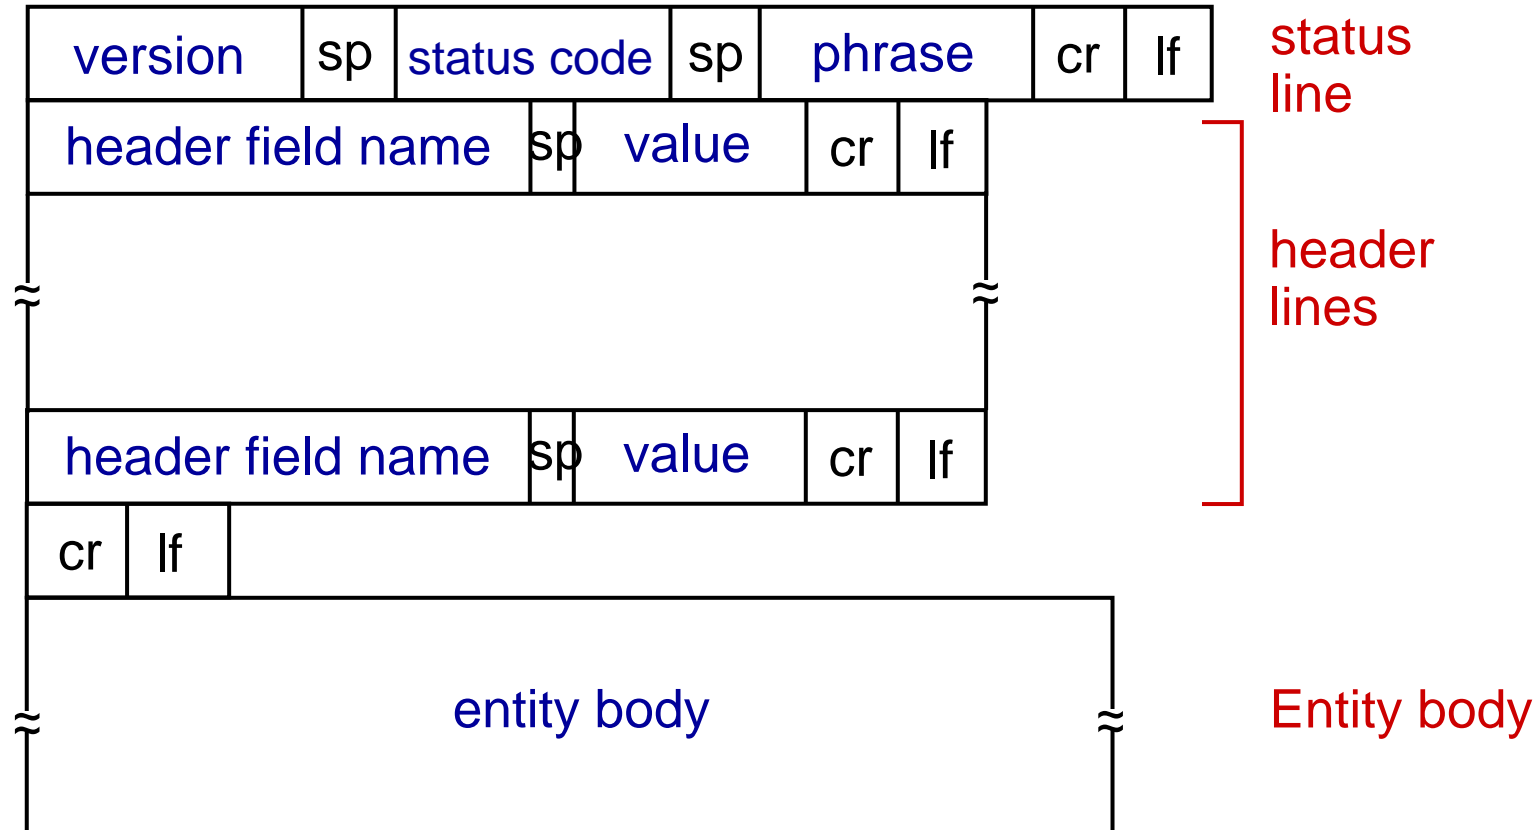 version sp status code sp phrase cr lf
status
line
header field name sp value cr lf
header
lines
header field name sp value cr lf
cr lf
entity body
Entity body